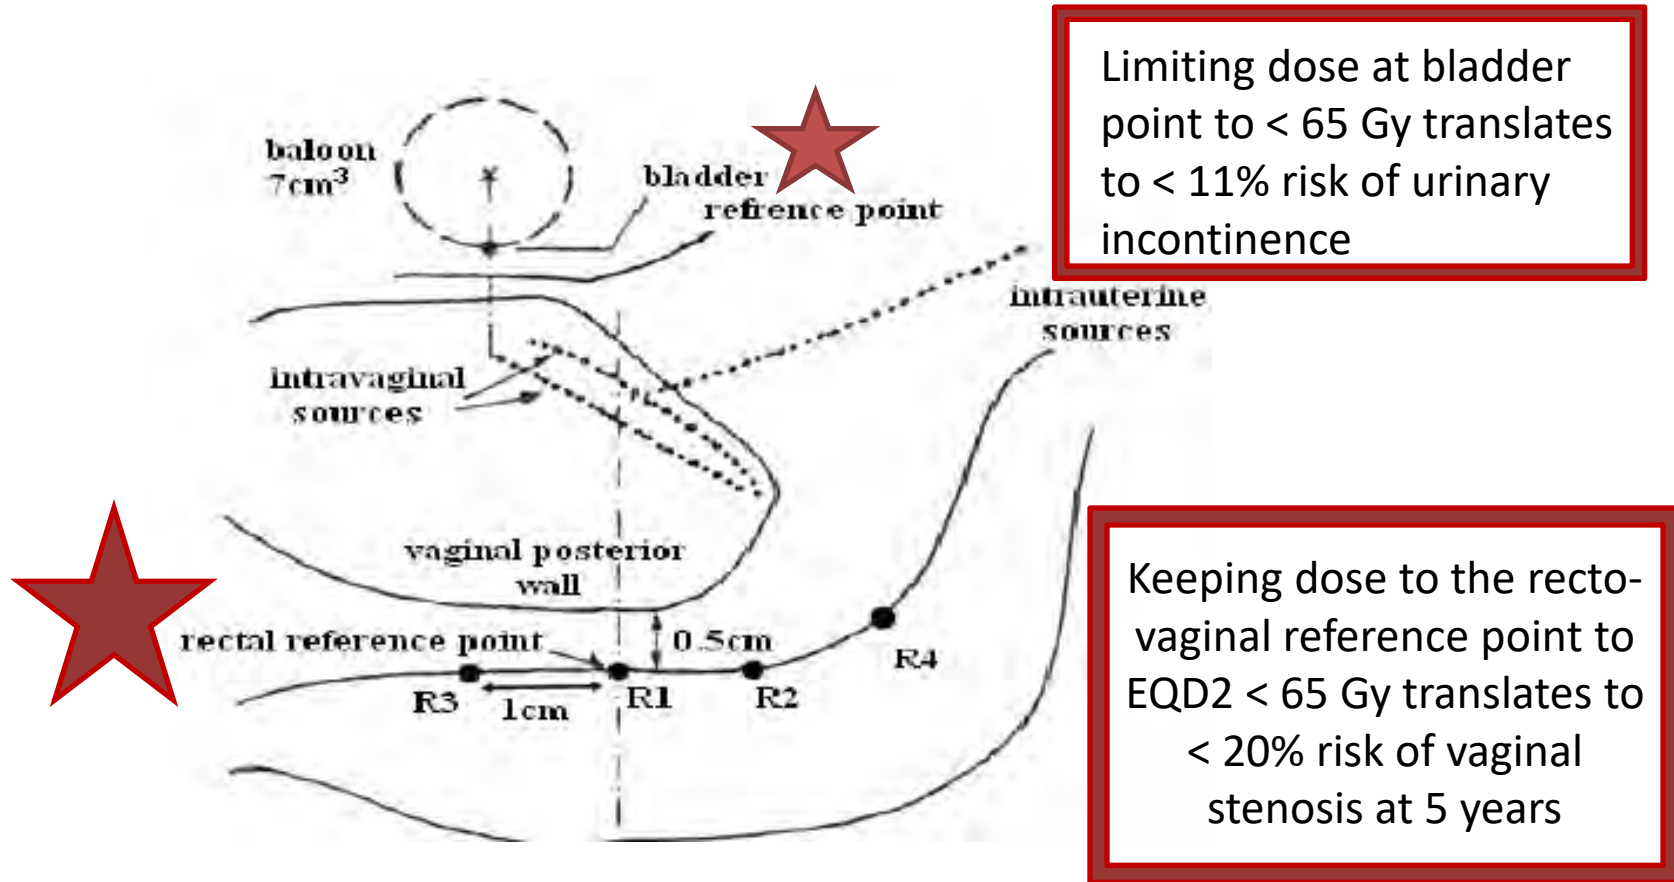 Limiting dose at bladder
point to < 65 Gy translates
to < 11% risk of urinary
incontinence
baloon
7cm³
bladder
refrence point
intrauterine
sources
intravaginal
sources
vaginal posterior
wall
rectal reference point
0.5cm
R3
1cm
R1
R2
R4
Keeping dose to the recto-
vaginal reference point to
EQD2 < 65 Gy translates to
< 20% risk of vaginal
stenosis at 5 years